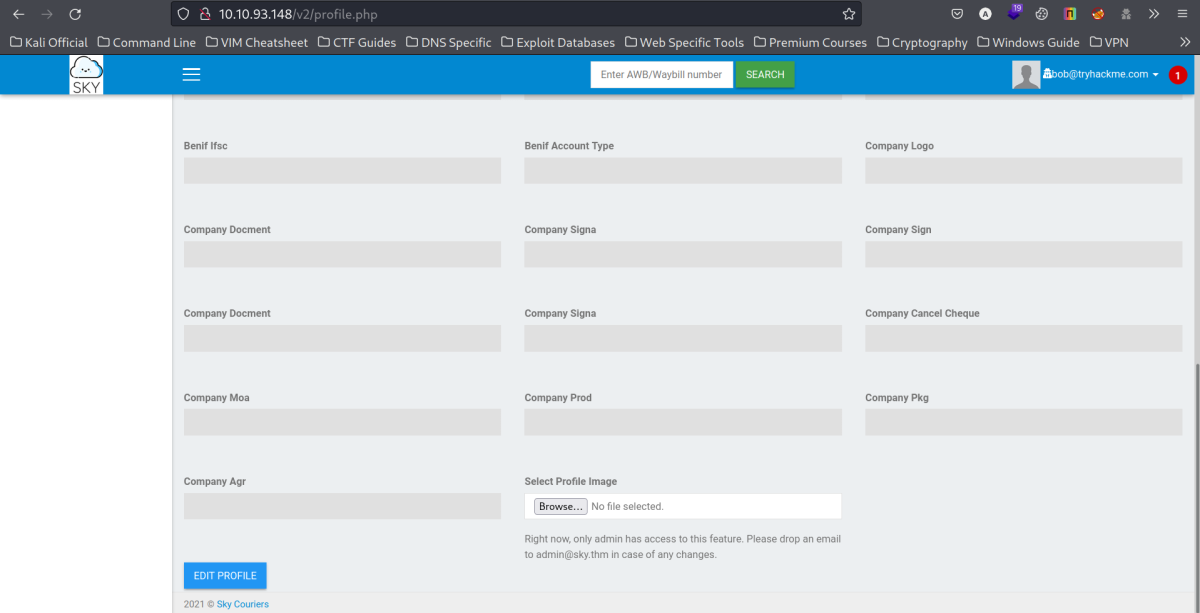 10.10.93.148/v2/profile.php
19
A
n
Kali Official Command Line VIM Cheatsheet CTF Guides DNS Specific Exploit Databases Web Specific Tools Premium Courses Cryptography Windows Guide VPN
SKY
Enter AWB/Waybill number SEARCH
bob@tryhackme.com
1
Benif Ifsc Benif Account Type Company Logo
Company Docment Company Signa Company Sign
Company Docment Company Signa Company Cancel Cheque
Company Moa Company Prod Company Pkg
Company Agr Select Profile Image
Browse... No file selected.
Right now, only admin has access to this feature. Please drop an email
to admin@sky.thm in case of any changes.
EDIT PROFILE
2021 © Sky Couriers